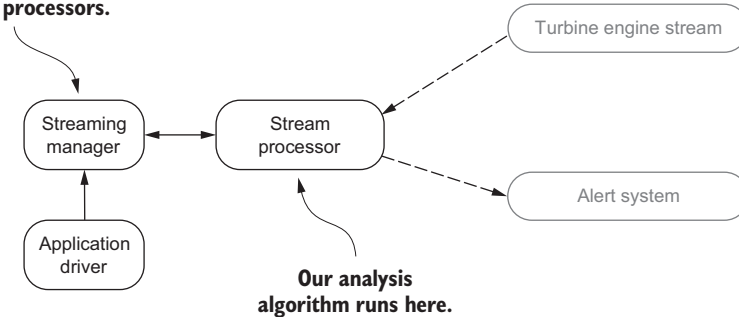 processors.
Turbine engine stream
Streaming
manager
Stream
processor
Alert system
Application
driver
Our analysis
algorithm runs here.